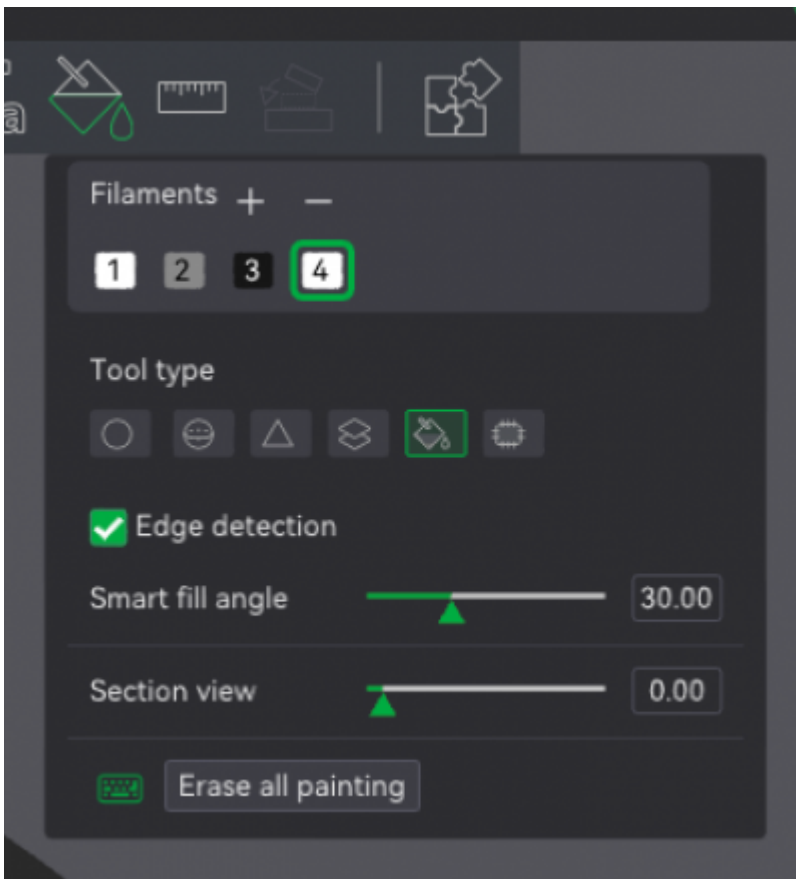 a
Filaments + −
1 2 3 4
Tool type
Edge detection
Smart fill angle 30.00
Section view 0.00
Erase all painting